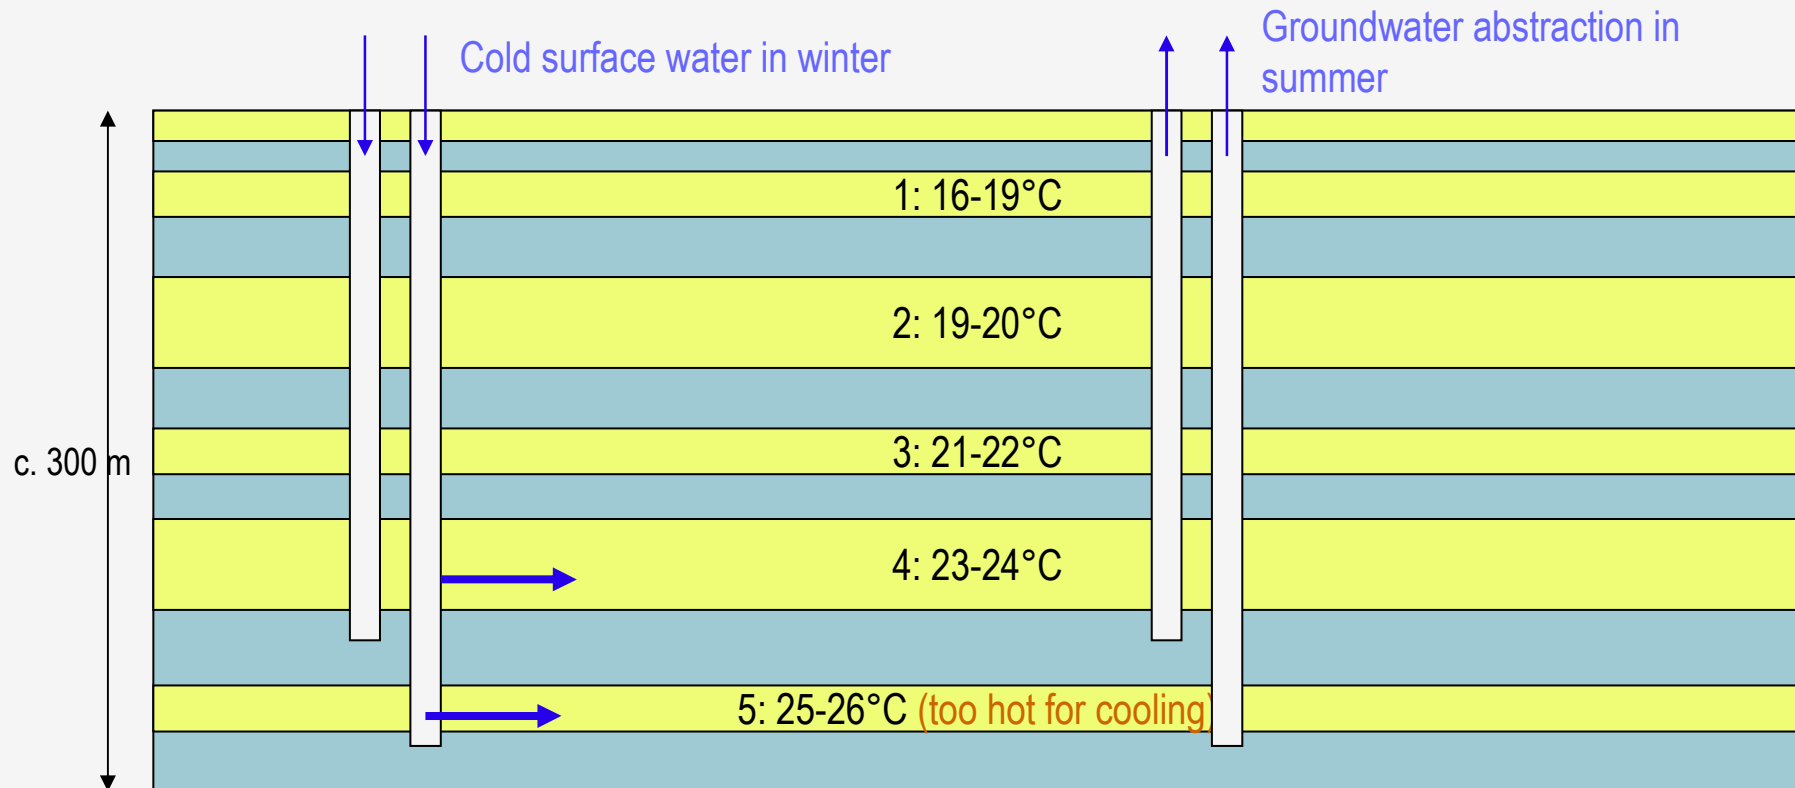 Cold surface water in winter
Groundwater abstraction in
summer
1: 16-19°C
2: 19-20°C
3: 21-22°C
c. 300 m
4: 23-24°C
5: 25-26°C (too hot for cooling)